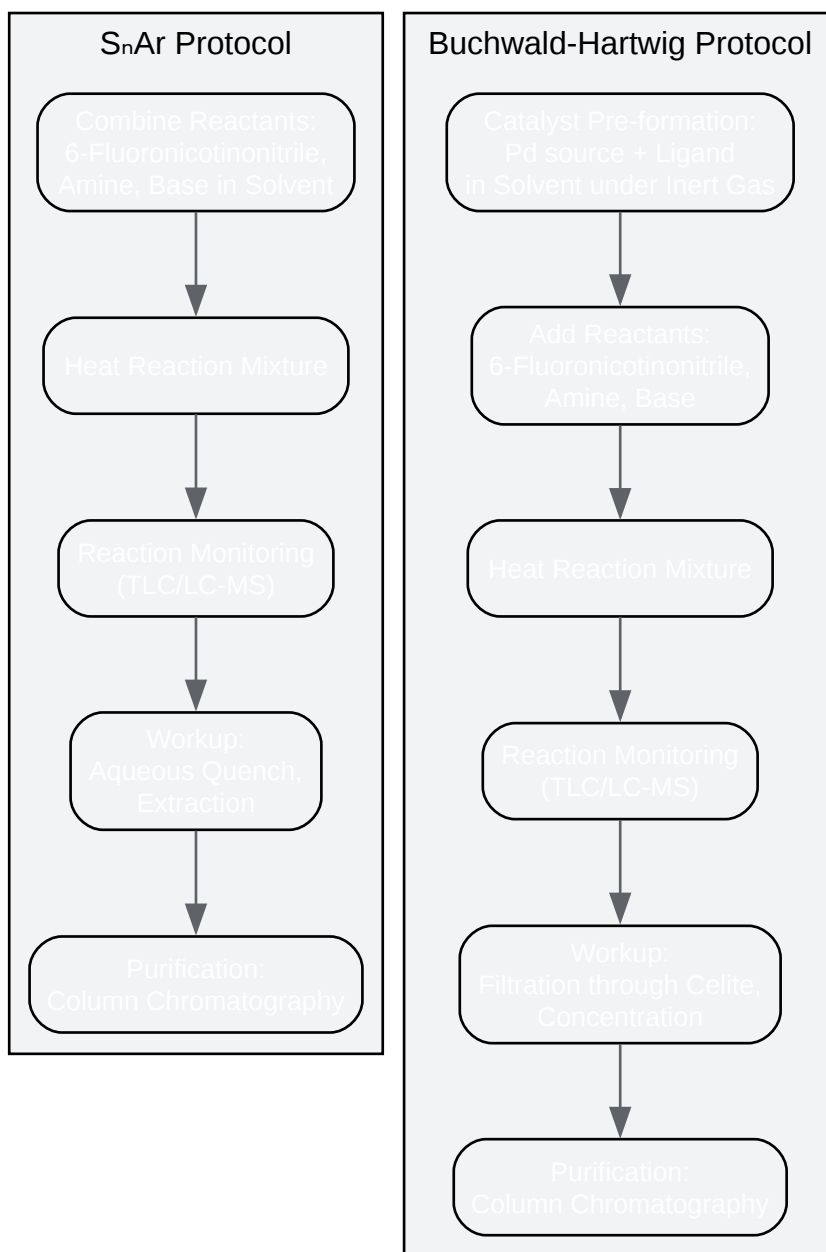 SₙAr Protocol
Combine Reactants:
6-Fluoronicotinonitrile,
Amine, Base in Solvent
Heat Reaction Mixture
Reaction Monitoring
(TLC/LC-MS)
Workup:
Aqueous Quench,
Extraction
Purification:
Column Chromatography
Buchwald-Hartwig Protocol
Catalyst Pre-formation:
Pd source + Ligand
in Solvent under Inert Gas
Add Reactants:
6-Fluoronicotinonitrile,
Amine, Base
Heat Reaction Mixture
Reaction Monitoring
(TLC/LC-MS)
Workup:
Filtration through Celite,
Concentration
Purification:
Column Chromatography